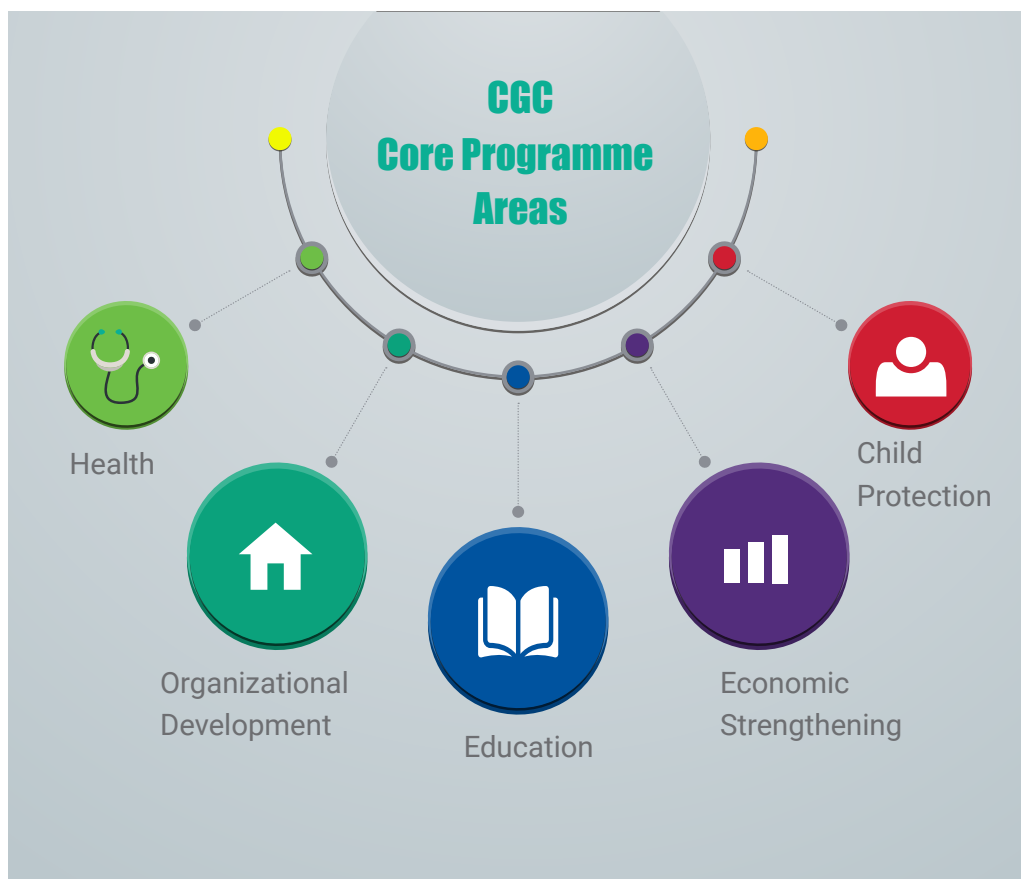 CGC
Core Programme
Areas
Health
Child
Protection
Organizational
Development
Economic
Strengthening
Education